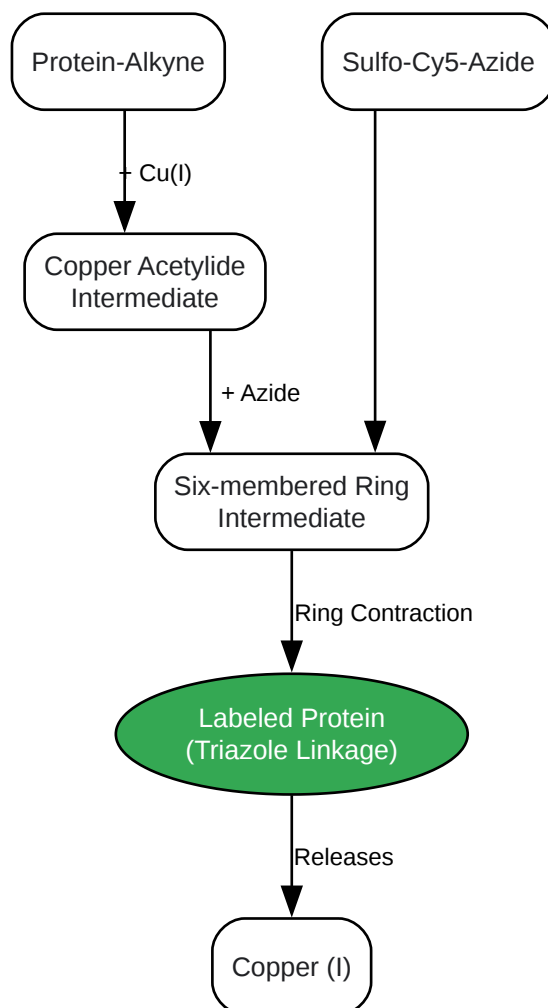 Protein-Alkyne
Sulfo-Cy5-Azide
+ Cu(I)
Copper Acetylide
Intermediate
+ Azide
Six-membered Ring
Intermediate
Ring Contraction
Labeled Protein
(Triazole Linkage)
Releases
Copper (I)